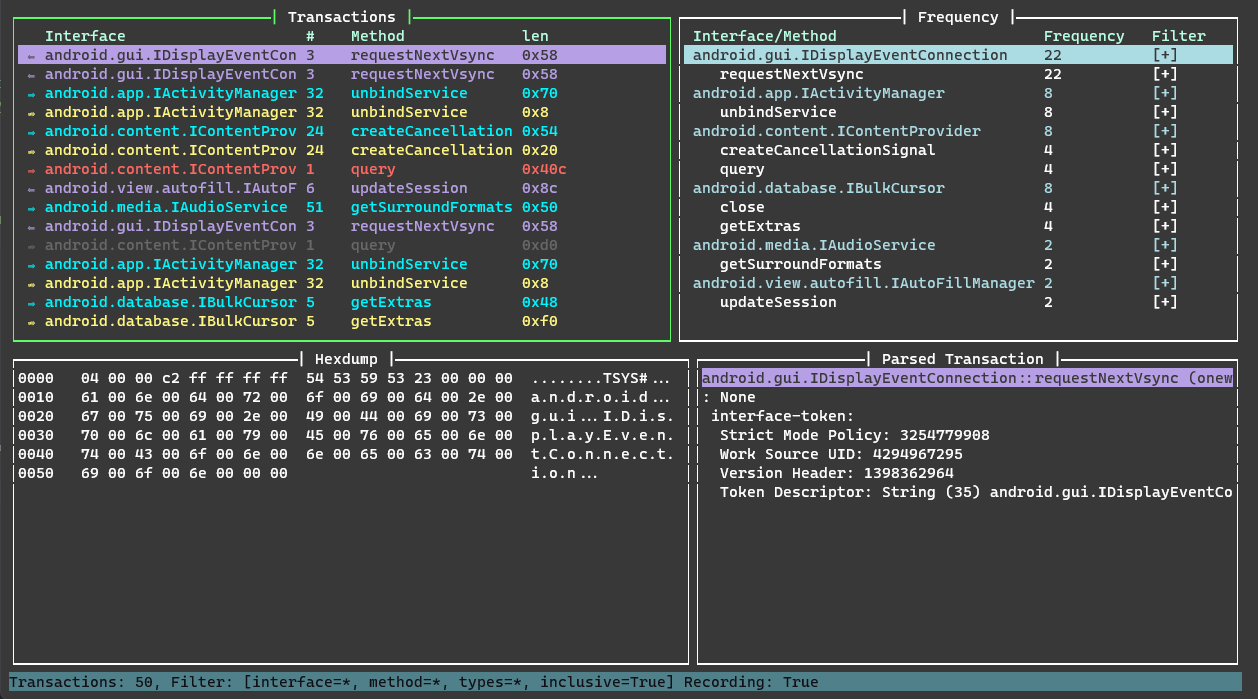 Transactions
Interface # Method len
android.gui.IDisplayEventCon 3 requestNextVsync 0x58
android.gui.IDisplayEventCon 3 requestNextVsync 0x58
android.app.IActivityManager 32 unbindService 0x70
android.app.IActivityManager 32 unbindService 0x8
android.content.IContentProv 24 createCancellation 0x54
android.content.IContentProv 24 createCancellation 0x20
android.content.IContentProv 1 query 0x40c
android.view.autofill.IAutoF 6 updateSession 0x8c
android.media.IAudioService 51 getSurroundFormats 0x50
android.gui.IDisplayEventCon 3 requestNextVsync 0x58
android.content.IContentProv 1 query 0xd0
android.app.IActivityManager 32 unbindService 0x70
android.app.IActivityManager 32 unbindService 0x8
android.database.IBulkCursor 5 getExtras 0x48
android.database.IBulkCursor 5 getExtras 0xf0
Frequency
Interface/Method Frequency Filter
android.gui.IDisplayEventConnection 22 [+]
requestNextVsync 22 [+]
android.app.IActivityManager 8 [+]
unbindService 8 [+]
android.content.IContentProvider 8 [+]
createCancellationSignal 4 [+]
query 4 [+]
android.database.IBulkCursor 8 [+]
close 4 [+]
getExtras 4 [+]
android.media.IAudioService 2 [+]
getSurroundFormats 2 [+]
android.view.autofill.IAutoFillManager 2 [+]
updateSession 2 [+]
Hexdump
0000 04 00 00 c2 ff ff ff ff 54 53 59 53 23 00 00 00 ........TSYS#...
0010 61 00 6e 00 64 00 72 00 6f 00 69 00 64 00 2e 00 a.n.d.r.o.i.d...
0020 67 00 75 00 69 00 2e 00 49 00 44 00 69 00 73 00 g.u.i...I.D.i.s.
0030 70 00 6c 00 61 00 79 00 45 00 76 00 65 00 6e 00 p.l.a.y.E.v.e.n.
0040 74 00 43 00 6f 00 6e 00 6e 00 65 00 63 00 74 00 t.C.o.n.n.e.c.t.
0050 69 00 6f 00 6e 00 00 00 i.o.n...
Parsed Transaction
android.gui.IDisplayEventConnection::requestNextVsync (onew
: None
interface-token:
Strict Mode Policy: 3254779908
Work Source UID: 4294967295
Version Header: 1398362964
Token Descriptor: String (35) android.gui.IDisplayEventCo
Transactions: 50, Filter: [interface=*, method=*, types=*, inclusive=True] Recording: True